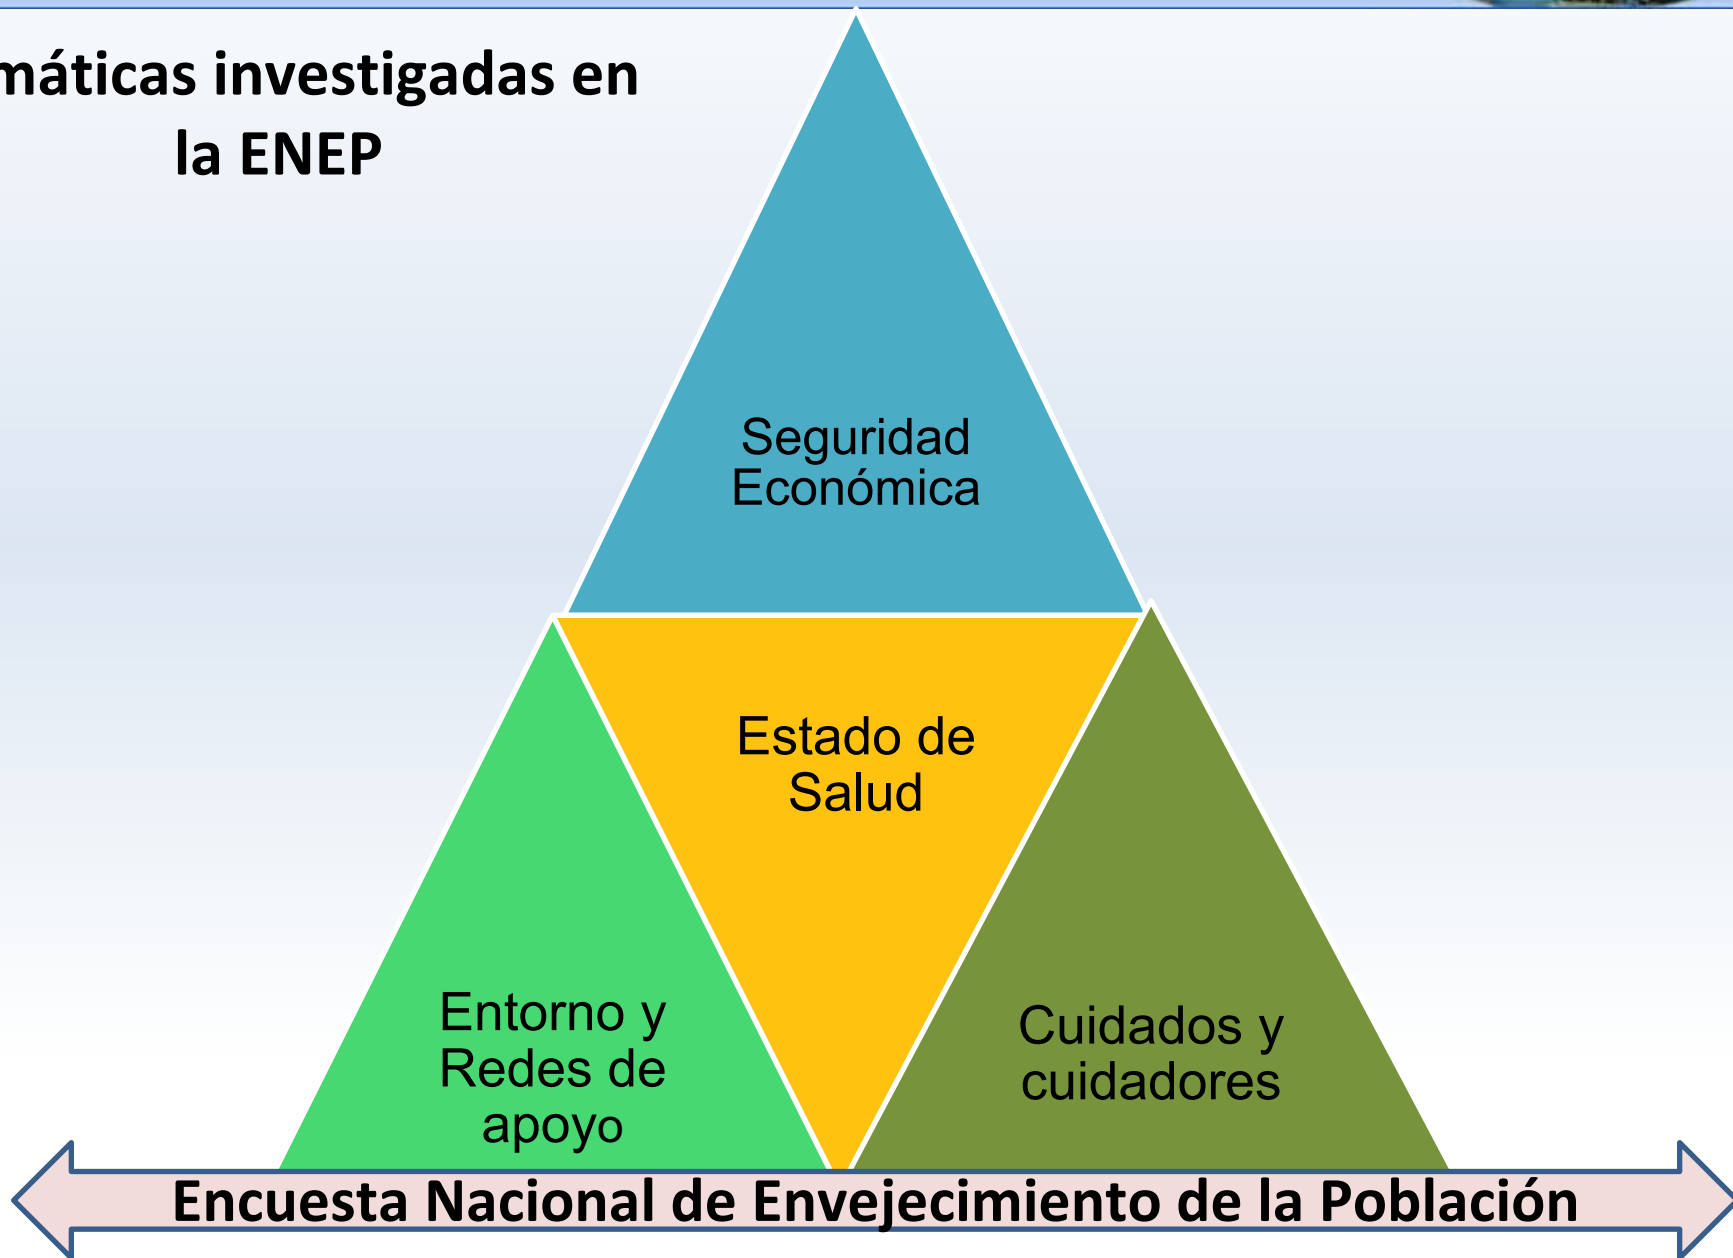 máticas investigadas en
la ENEP
Seguridad
Económica
Estado de
Salud
Entorno y
Redes de
apoyo
Cuidados y
cuidadores
Encuesta Nacional de Envejecimiento de la Población